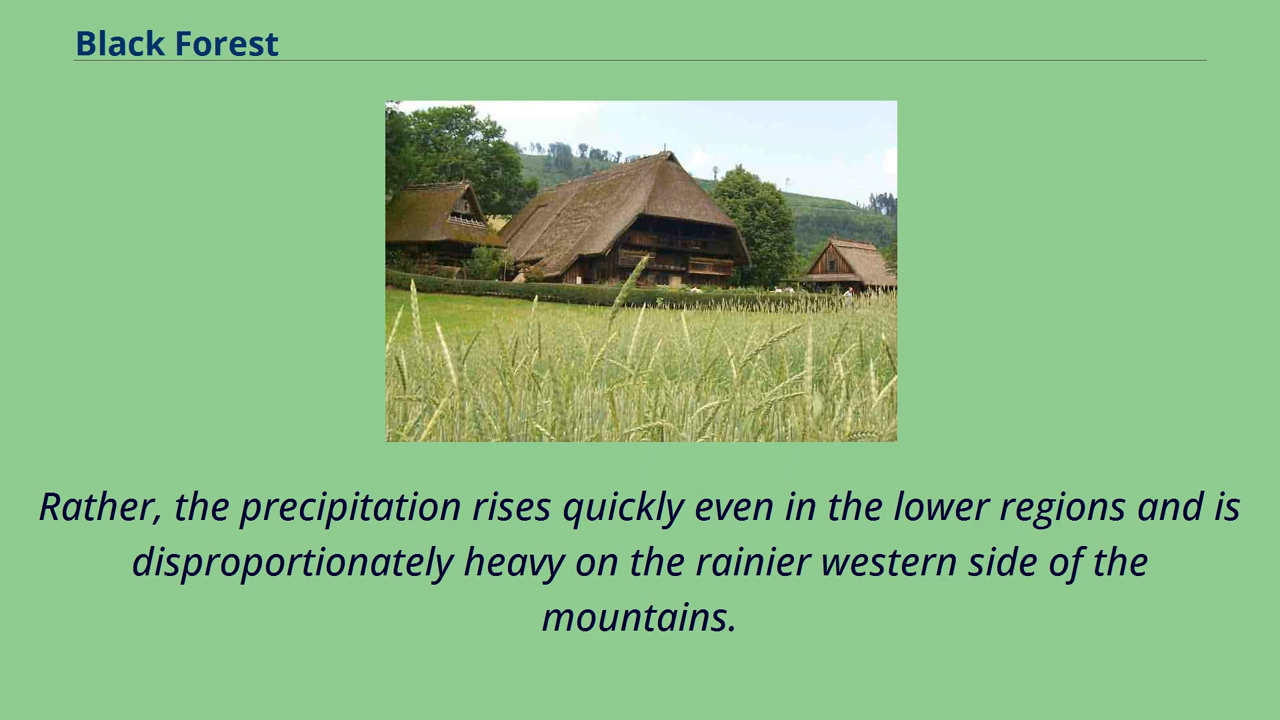 Black Forest
Rather, the precipitation rises quickly even in the lower regions and is
disproportionately heavy on the rainier western side of the
mountains.